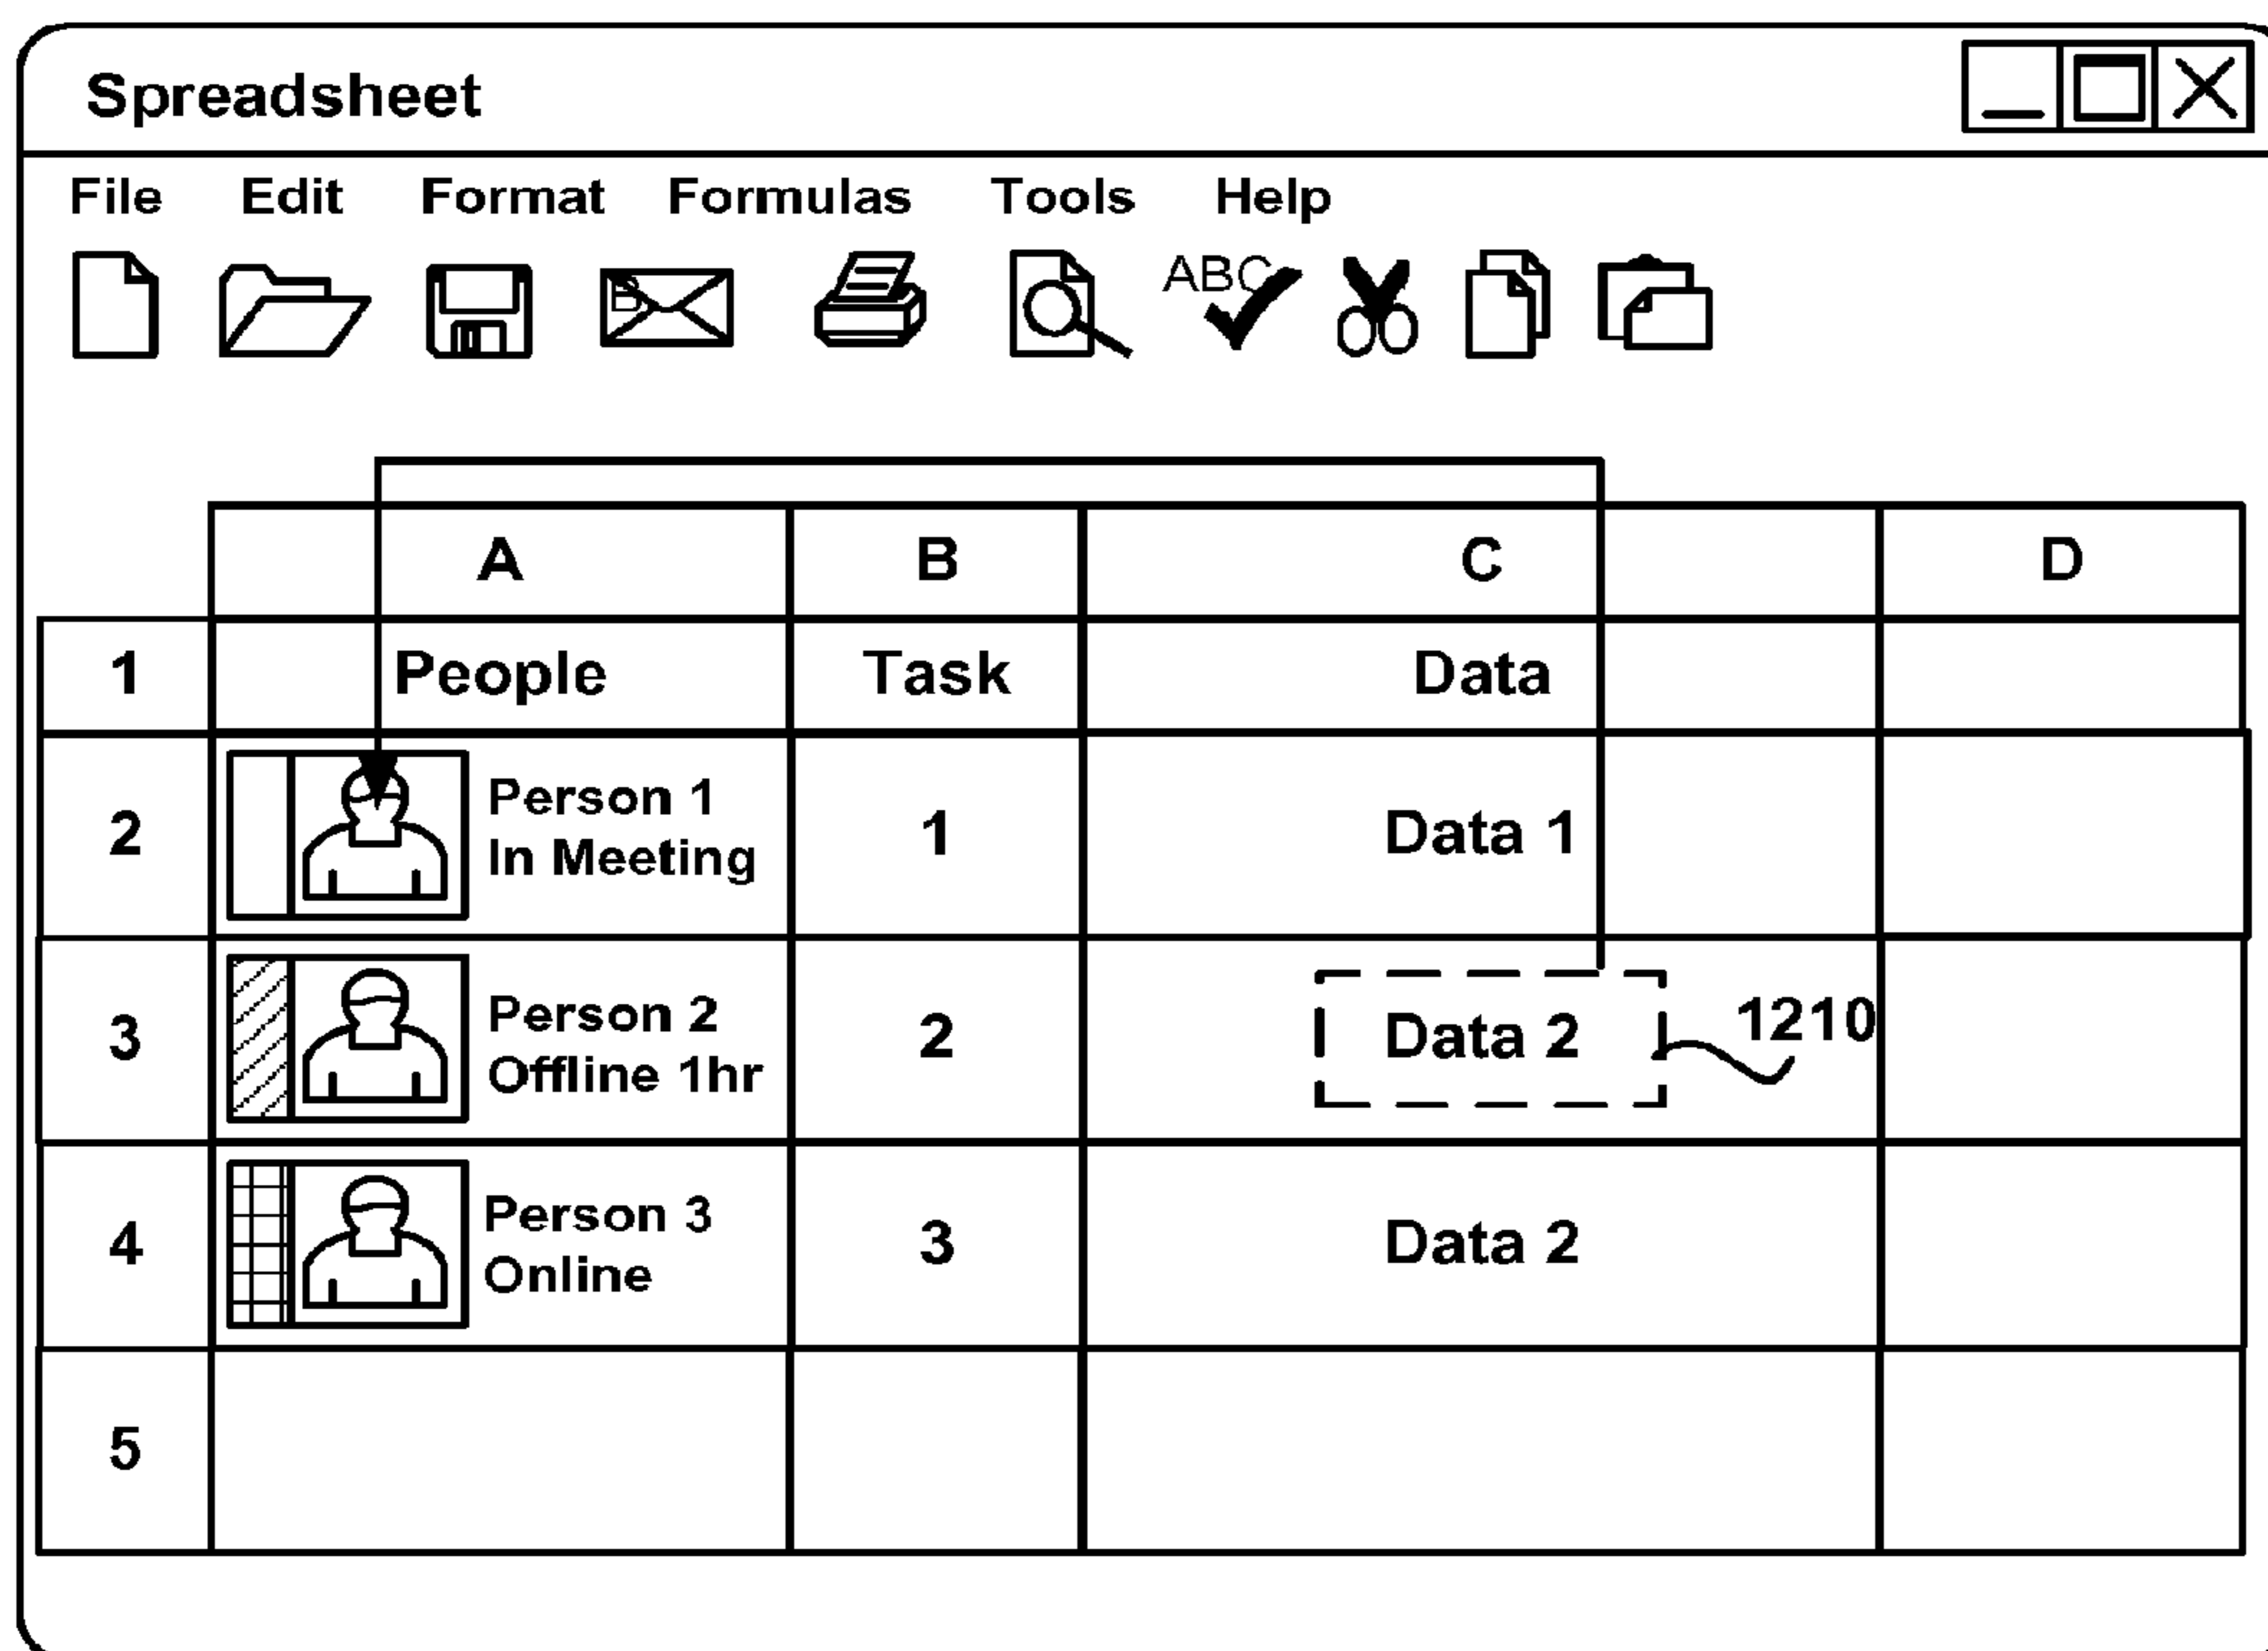 Spreadsheet
File Edit Format Formulas Tools Help
B ABC
A B C D
1 People Task Data
2 Person 1 In Meeting 1 Data 1
3 Person 2 Offline 1hr 2 Data 2 1210
4 Person 3 Online 3 Data 2
5